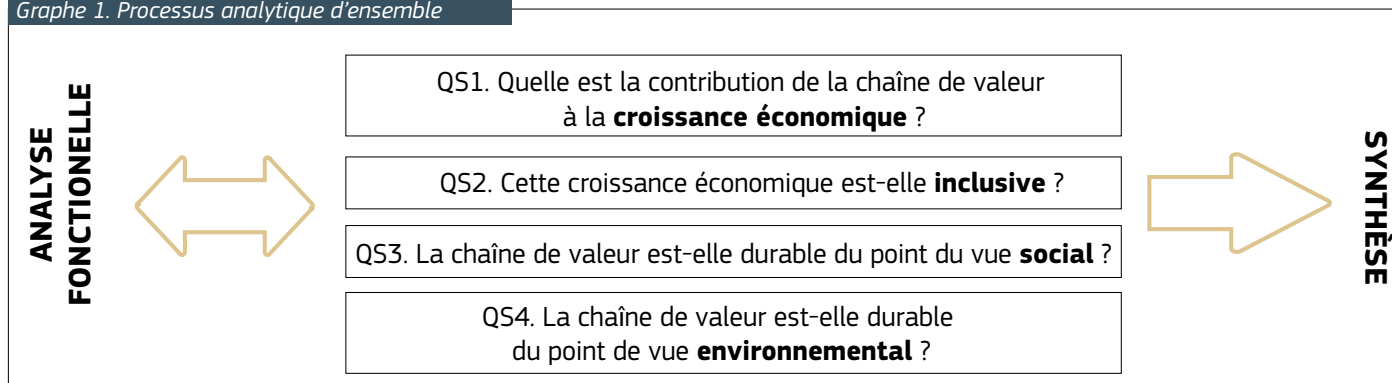 Graphe 1. Processus analytique d'ensemble
ANALYSE
FONCTIONELLE
QS1. Quelle est la contribution de la chaîne de valeur
à la croissance économique ?
QS2. Cette croissance économique est-elle inclusive ?
QS3. La chaîne de valeur est-elle durable du point du vue social ?
QS4. La chaîne de valeur est-elle durable
du point de vue environnemental ?
SYNTHÈSE